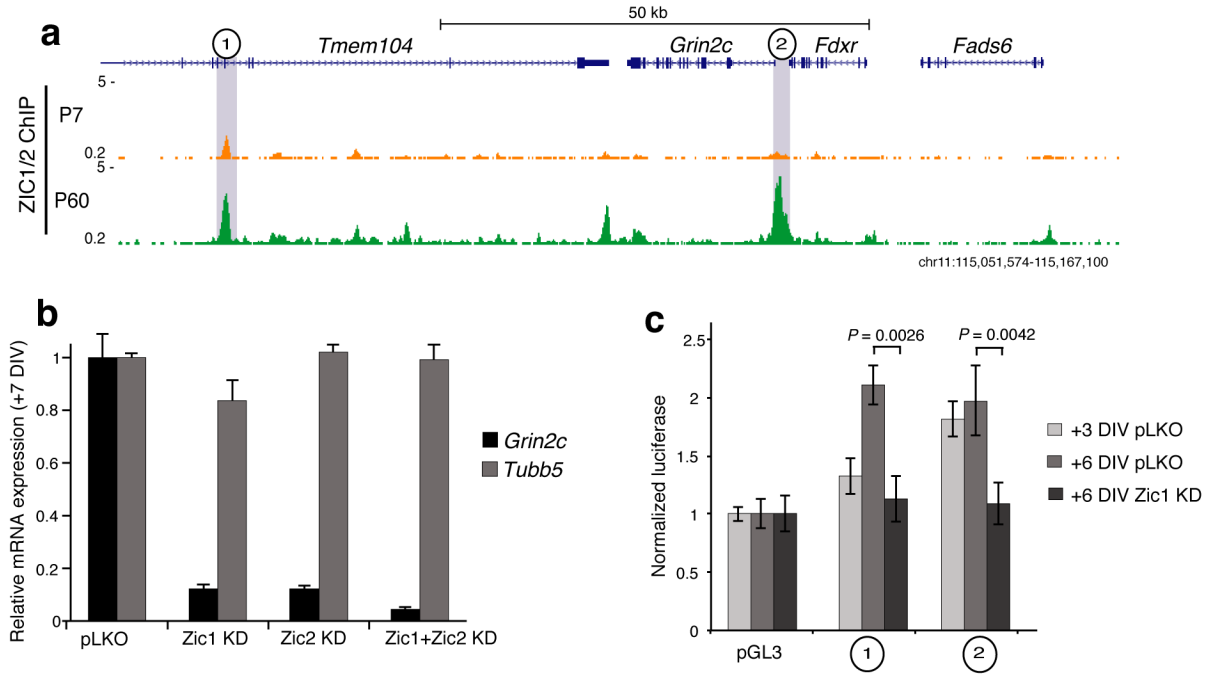 a
50 kb
1 Tmem104 Grin2c 2 Fdxr Fads6
ZIC1/2 ChIP
5 -
P7
0.2
5 -
P60
0.2
chr11:115,051,574-115,167,100
b
Relative mRNA expression (+7 DIV)
1
0.8
0.6
0.4
0.2
0
pLKO Zic1 KD Zic2 KD Zic1+Zic2 KD
Grin2c
Tubb5
c
Normalized luciferase
2.5
2
1.5
1
0.5
0
P = 0.0026 P = 0.0042
pGL3 1 2
+3 DIV pLKO
+6 DIV pLKO
+6 DIV Zic1 KD